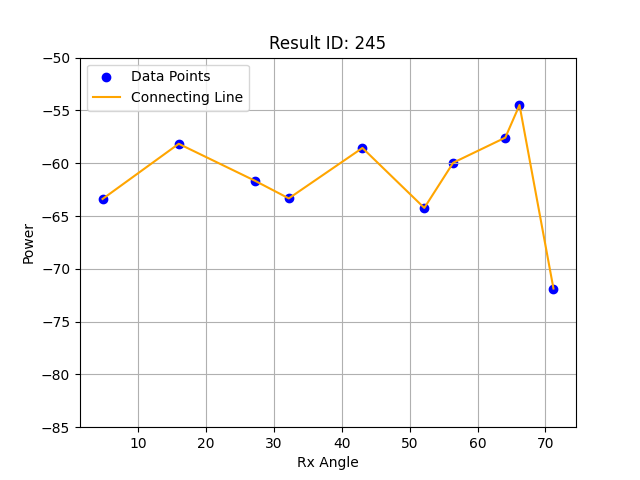 Result ID: 245
−50
−55
−60
−65
−70
−75
−80
−85
Power
Data Points
Connecting Line
10 20 30 40 50 60 70
Rx Angle